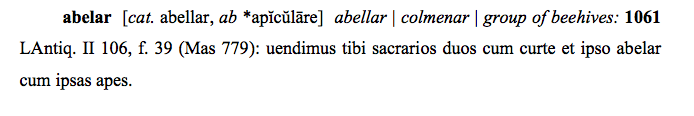 abelar [cat. abellar, ab *apĭcŭlāre] abellar | colmenar | group of beehives: 1061
LAntiq. II 106, f. 39 (Mas 779): uendimus tibi sacrarios duos cum curte et ipso abelar
cum ipsas apes.